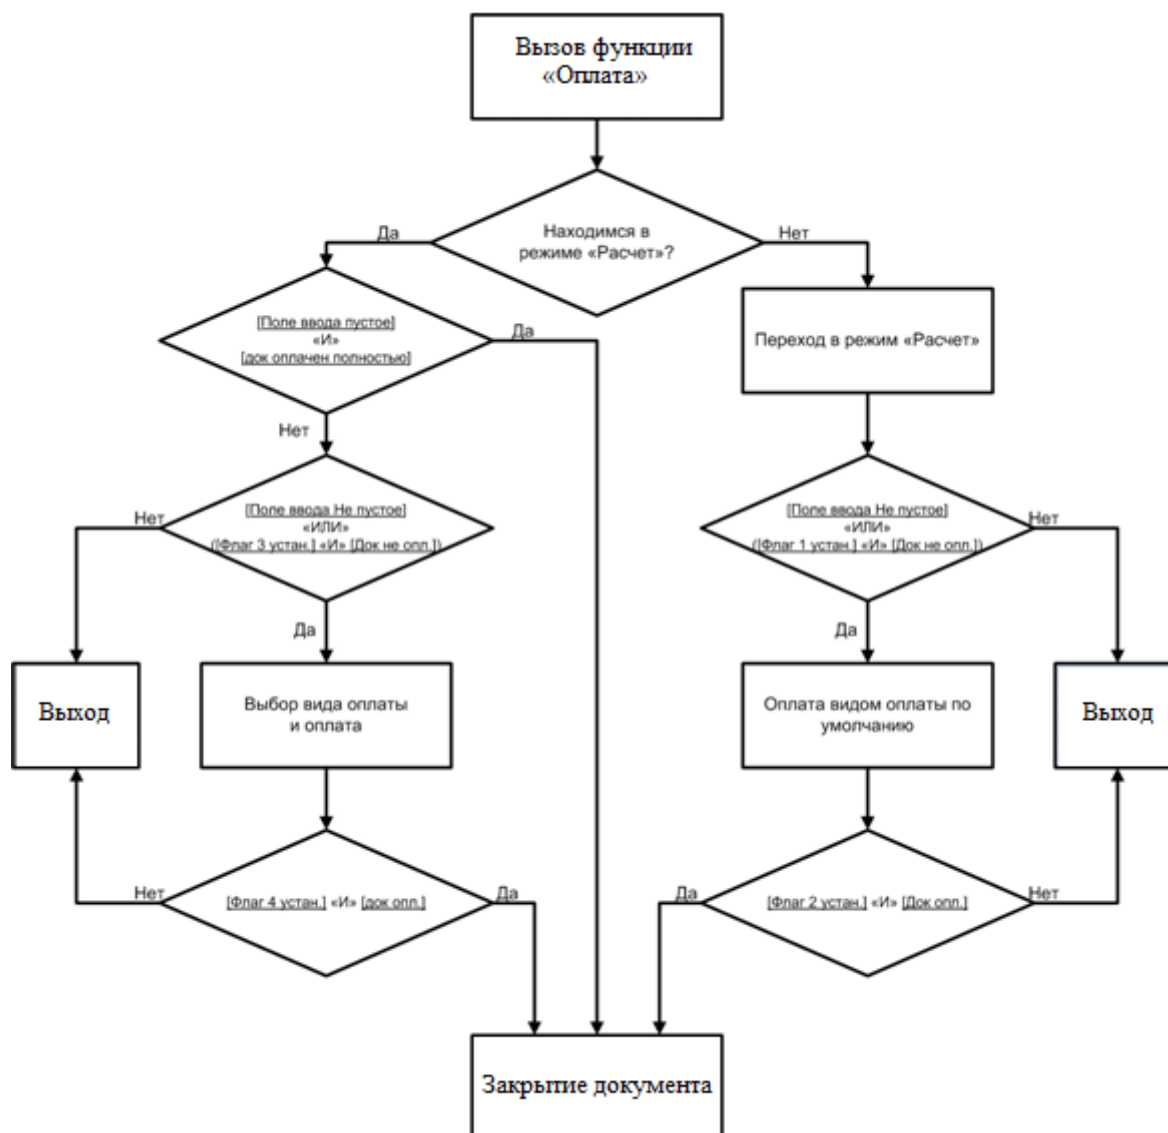 Вызов функции
«Оплата»
Находимся в
режиме «Расчет»?
Да
Нет
[Поле ввода пустое]
«И»
[док оплачен полностью]
Да
Переход в режим «Расчет»
Нет
[Поле ввода Не пустое]
«ИЛИ»
([Флаг 3 устан.] «И» [Док не опл.])
Нет
[Поле ввода Не пустое]
«ИЛИ»
([Флаг 1 устан.] «И» [Док не опл.])
Нет
Да
Да
Выход
Выбор вида оплаты
и оплата
Оплата видом оплаты по
умолчанию
Выход
Нет
[Флаг 4 устан.] «И» [док опл.]
Да
Да
[Флаг 2 устан.] «И» [Док опл.]
Нет
Закрытие документа